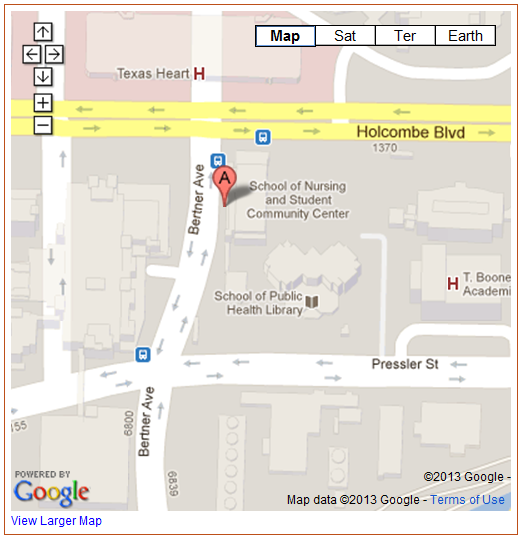 Map
Sat
Ter
Earth
Texas Heart H
Holcombe Blvd
1370
Bertner Ave
A
School of Nursing
and Student
Community Center
School of Public
Health Library
H
T. Boone
Academi
Pressler St
Bertner Ave
6800
155
6839
POWERED BY
Google
©2013 Google -
Map data ©2013 Google - Terms of Use
View Larger Map